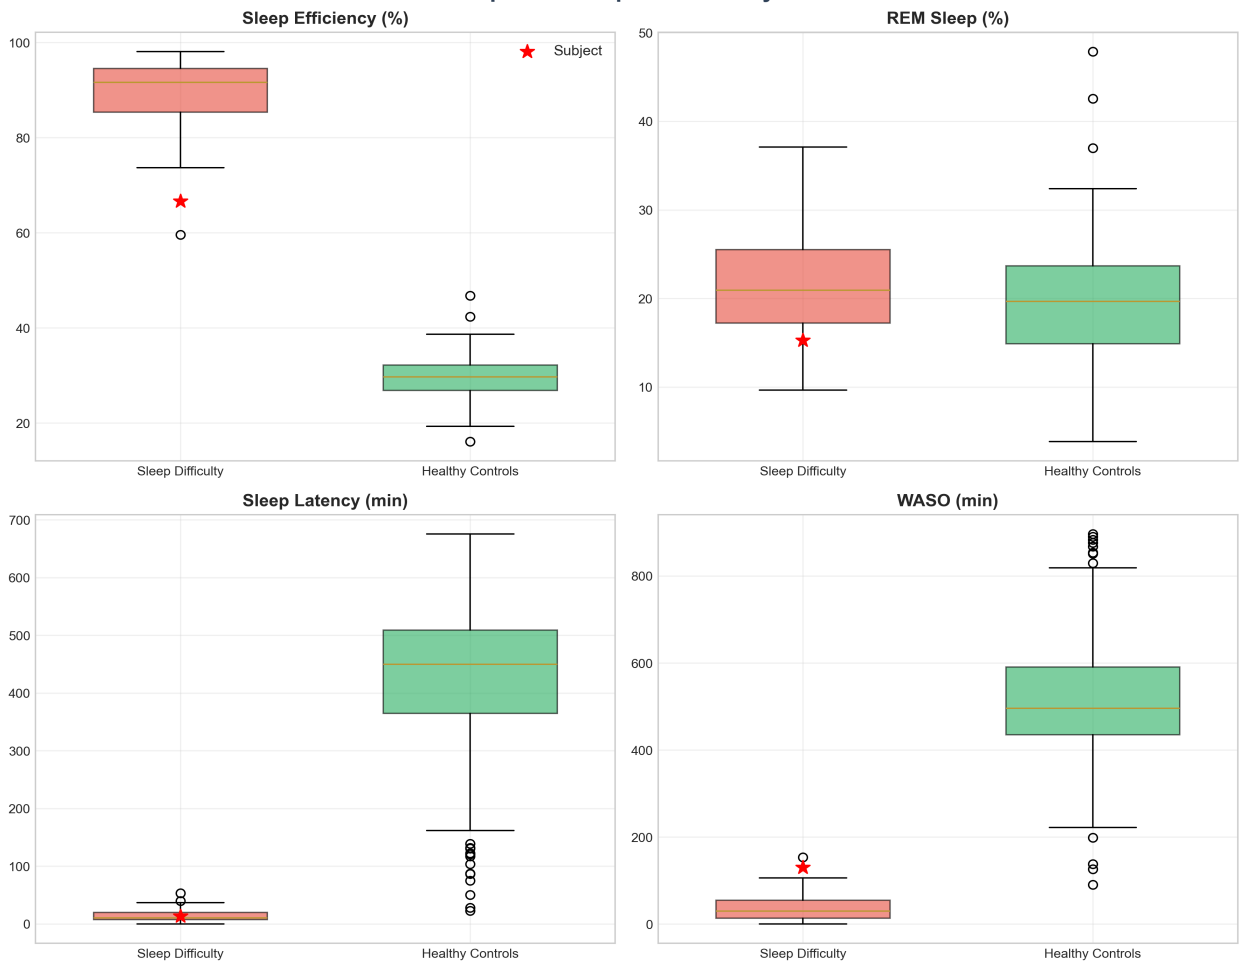 Sleep Efficiency (%)
100
80
60
40
20
Subject
Sleep Difficulty
Healthy Controls
REM Sleep (%)
50
40
30
20
10
Sleep Difficulty
Healthy Controls
Sleep Latency (min)
700
600
500
400
300
200
100
0
Sleep Difficulty
Healthy Controls
WASO (min)
800
600
400
200
0
Sleep Difficulty
Healthy Controls